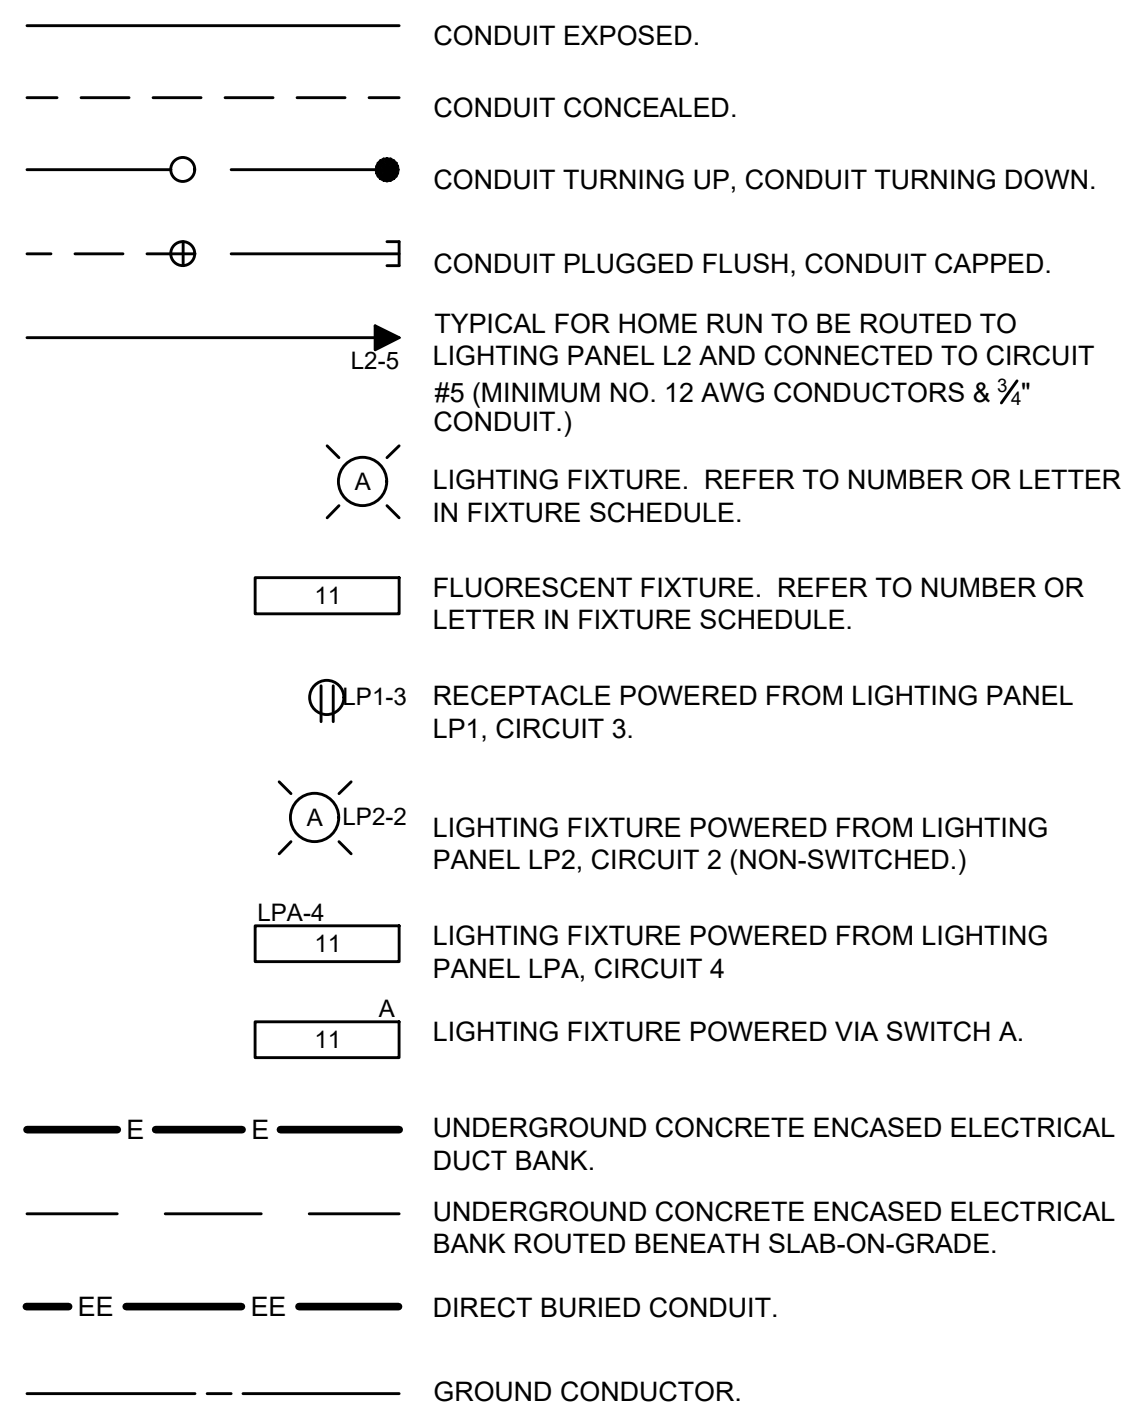 CONDUIT EXPOSED.
CONDUIT CONCEALED.
CONDUIT TURNING UP, CONDUIT TURNING DOWN.
CONDUIT PLUGGED FLUSH, CONDUIT CAPPED.
L2-5
TYPICAL FOR HOME RUN TO BE ROUTED TO
LIGHTING PANEL L2 AND CONNECTED TO CIRCUIT
#5 (MINIMUM NO. 12 AWG CONDUCTORS & ¾"
CONDUIT.)
A
LIGHTING FIXTURE. REFER TO NUMBER OR LETTER
IN FIXTURE SCHEDULE.
11
FLUORESCENT FIXTURE. REFER TO NUMBER OR
LETTER IN FIXTURE SCHEDULE.
LP1-3
RECEPTACLE POWERED FROM LIGHTING PANEL
LP1, CIRCUIT 3.
A
LP2-2
LIGHTING FIXTURE POWERED FROM LIGHTING
PANEL LP2, CIRCUIT 2 (NON-SWITCHED.)
LPA-4
11
LIGHTING FIXTURE POWERED FROM LIGHTING
PANEL LPA, CIRCUIT 4
A
11
LIGHTING FIXTURE POWERED VIA SWITCH A.
E E
UNDERGROUND CONCRETE ENCASED ELECTRICAL
DUCT BANK.
UNDERGROUND CONCRETE ENCASED ELECTRICAL
BANK ROUTED BENEATH SLAB-ON-GRADE.
EE EE
DIRECT BURIED CONDUIT.
GROUND CONDUCTOR.